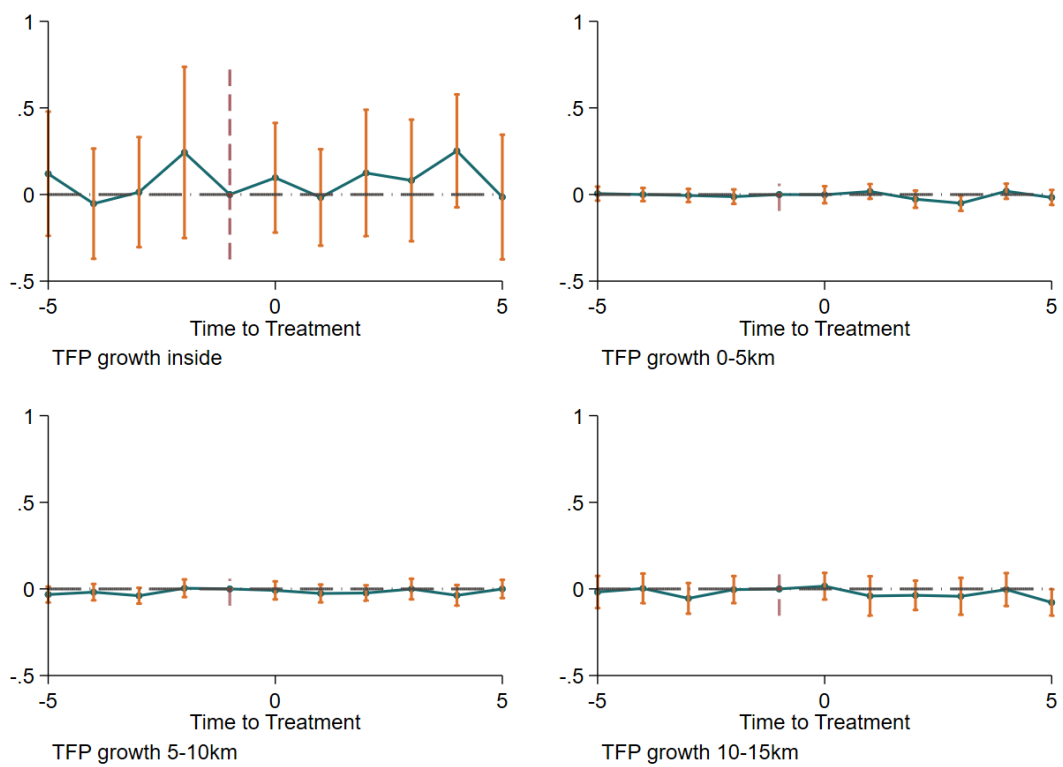 1
.5
0
-.5
-5 0 5
Time to Treatment
TFP growth inside
1
.5
0
-.5
-5 0 5
Time to Treatment
TFP growth 0-5km
1
.5
0
-.5
-5 0 5
Time to Treatment
TFP growth 5-10km
1
.5
0
-.5
-5 0 5
Time to Treatment
TFP growth 10-15km